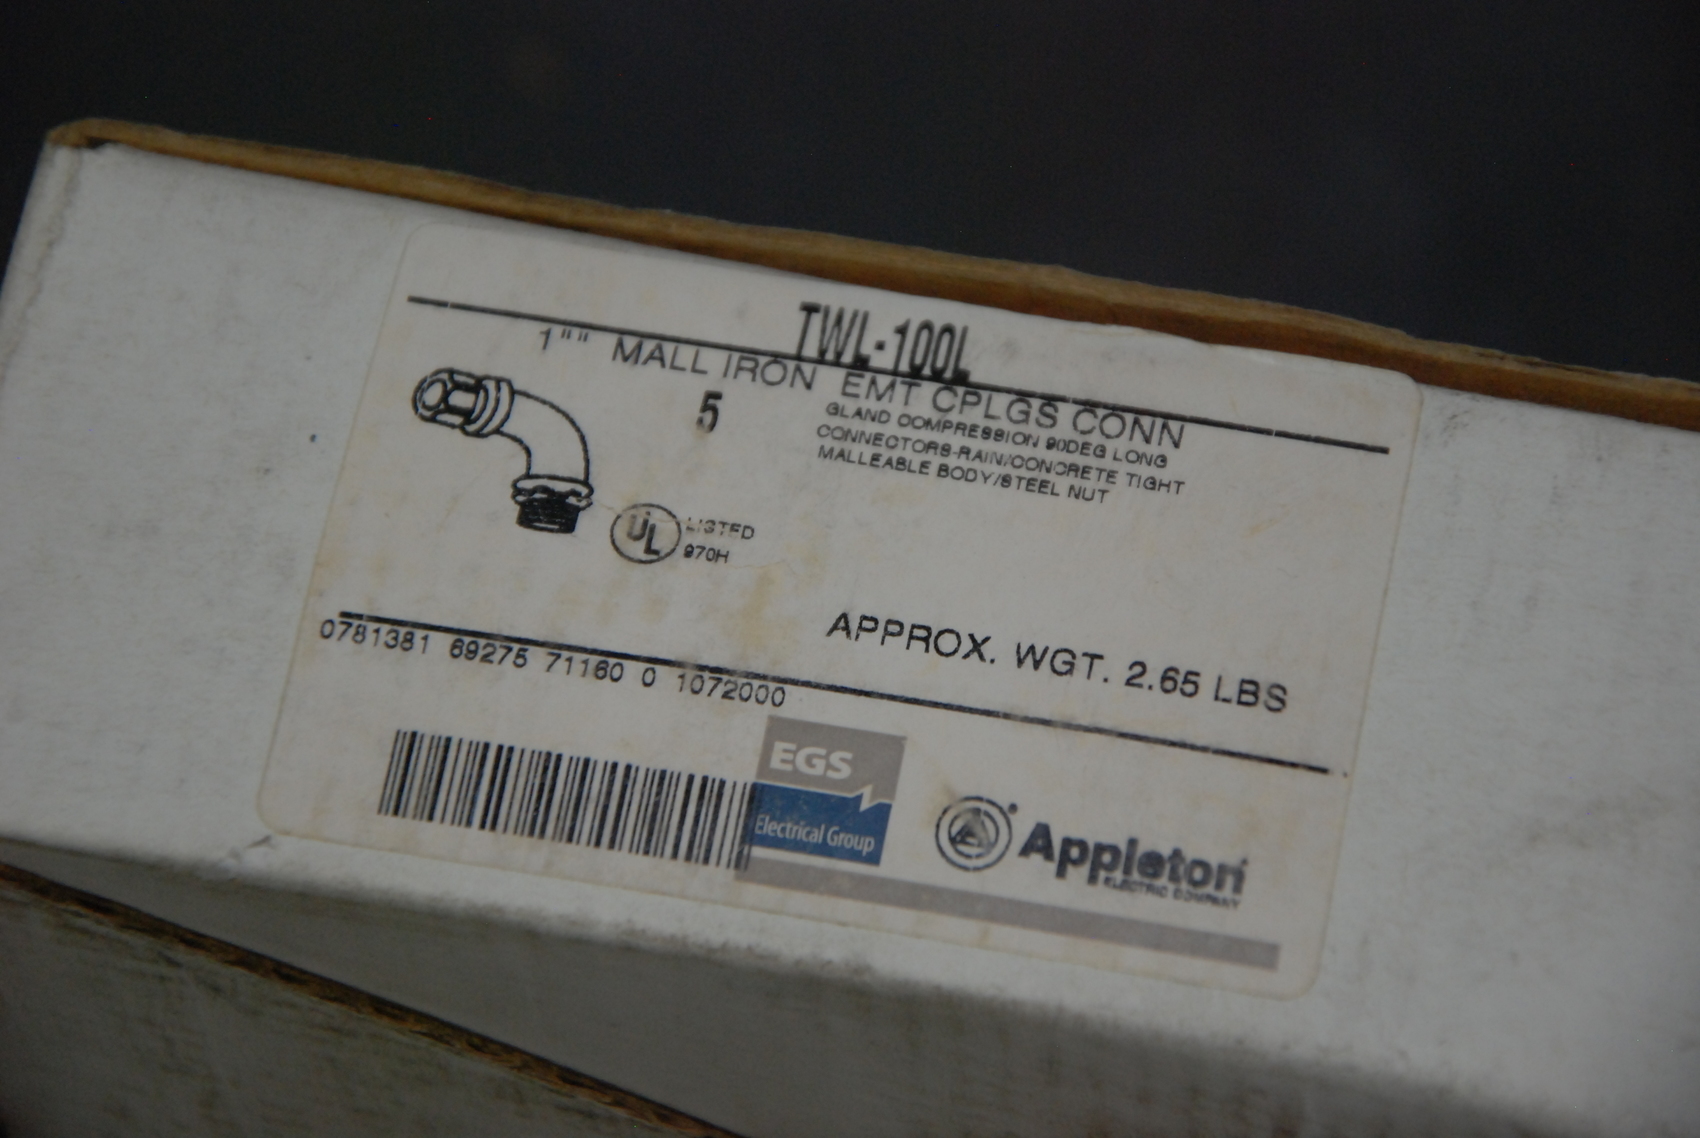 TWL-100L
1"" MALL IRON EMT CPLGS CONN
5
GLAND COMPRESSION 90DEG LONG
CONNECTORS-RAIN/CONCRETE TIGHT
MALLEABLE BODY/STEEL NUT
UL LISTED
970H
APPROX. WGT. 2.65 LBS
0781381 69275 71160 0 1072000
EGS
Electrical Group
Appleton
ELECTRIC COMPANY